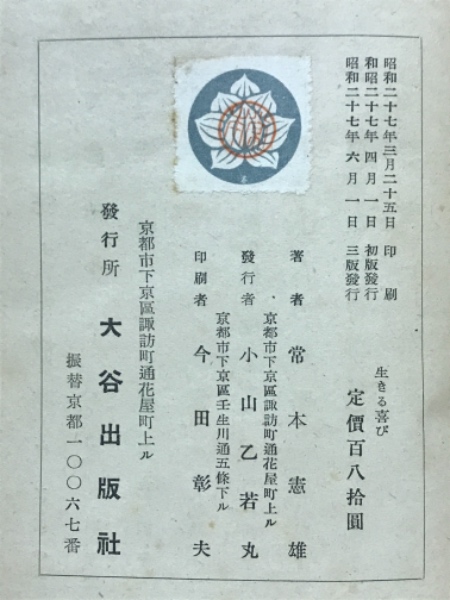 昭和二十七年三月二十五日 印刷
和昭二十七年四月一日 初版發行
昭和二十七年六月一日 三版發行
生きる喜び
定價百八拾圓
著者 常本憲雄
京都市下京區諏訪町通花屋町上ル
發行者 小山乙若丸
京都市下京區壬生川通五條下ル
印刷者 今田彰夫
京都市下京區諏訪町通花屋町上ル
發行所 大谷出版社
振替京都一〇〇六七番